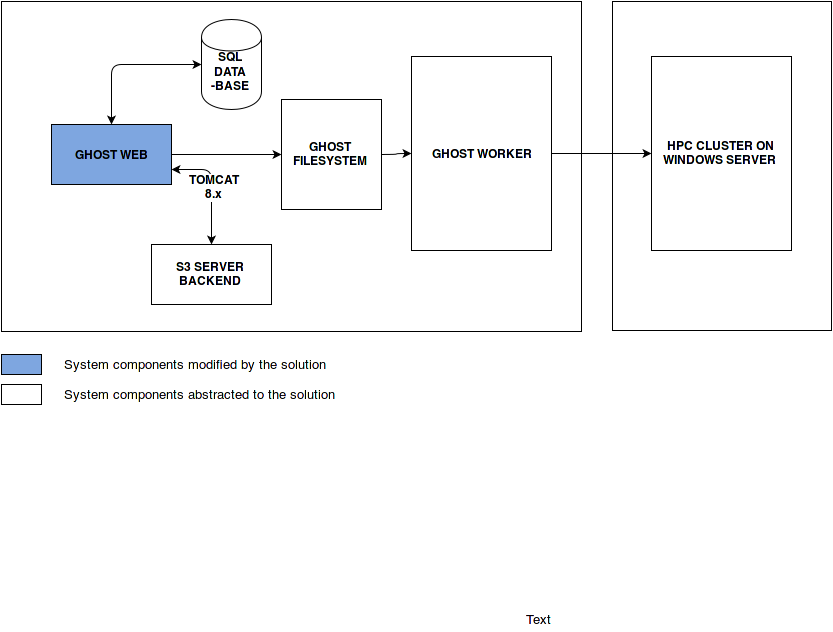 SQL
DATA
-BASE
GHOST WEB
GHOST
FILESYSTEM
GHOST WORKER
HPC CLUSTER ON
WINDOWS SERVER
TOMCAT
8.x
S3 SERVER
BACKEND
System components modified by the solution
System components abstracted to the solution
Text